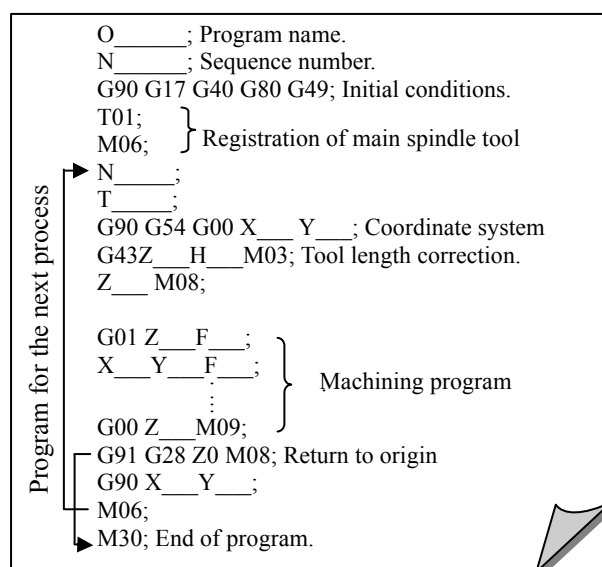 O______; Program name.
N______; Sequence number.
G90 G17 G40 G80 G49; Initial conditions.
T01;
M06;
Registration of main spindle tool
N_____;
T_____;
G90 G54 G00 X___ Y___; Coordinate system
G43Z___H___M03; Tool length correction.
Z___ M08;
G01 Z___F___;
X___Y___F___;
Machining program
G00 Z___M09;
G91 G28 Z0 M08; Return to origin
G90 X___Y___;
M06;
M30; End of program.
Program for the next process